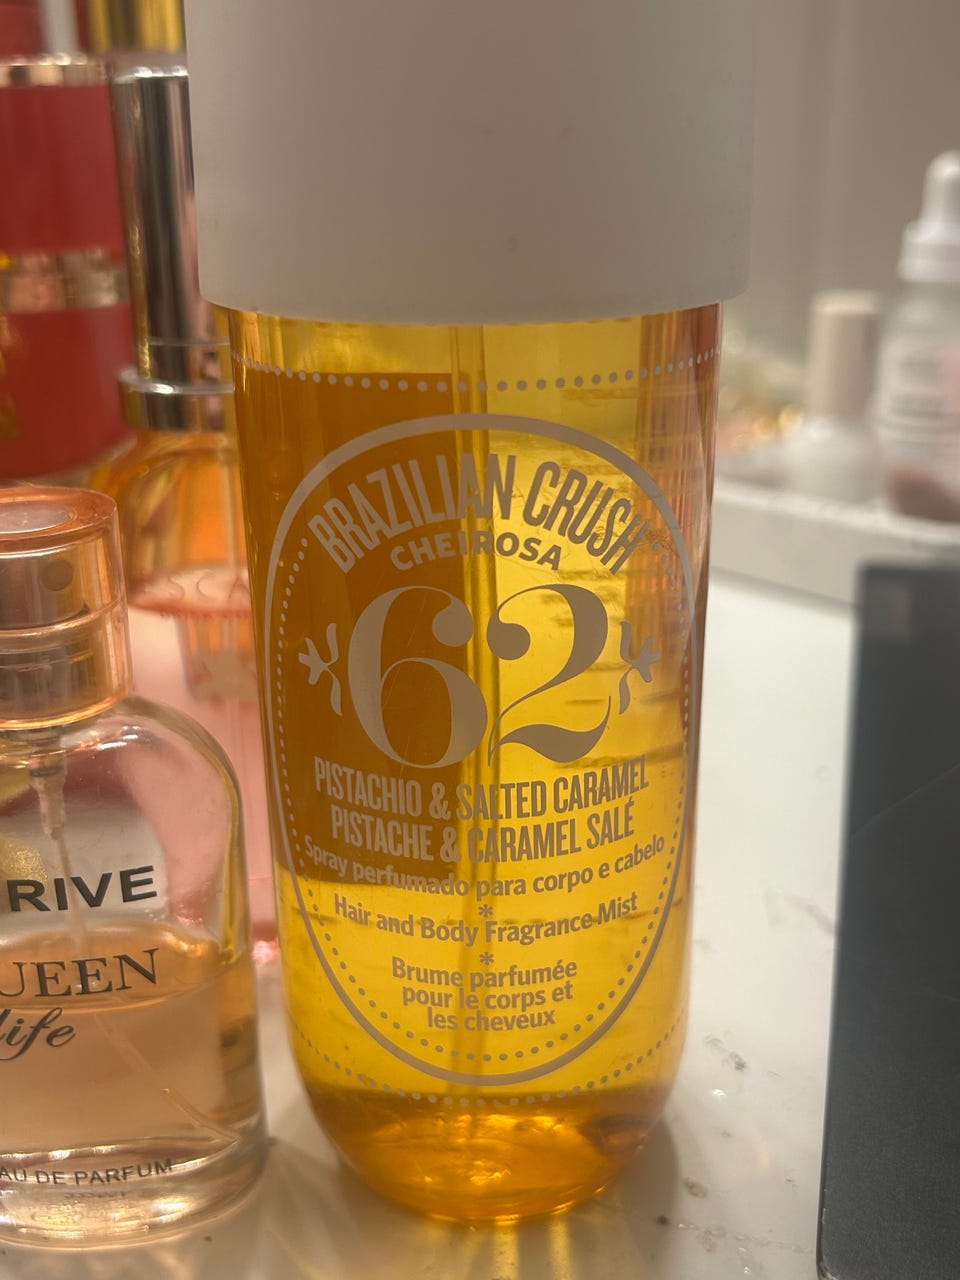 BRAZILIAN CRUSH
CHEIROSA
62
PISTACHIO & SALTED CARAMEL
PISTACHE & CARAMEL SALÉ
Spray perfumado para corpo e cabelo
*
Hair and Body Fragrance Mist
*
Brume parfumée
pour le corps et
les cheveux
RIVE
UEEN
life
AU DE PARFUM